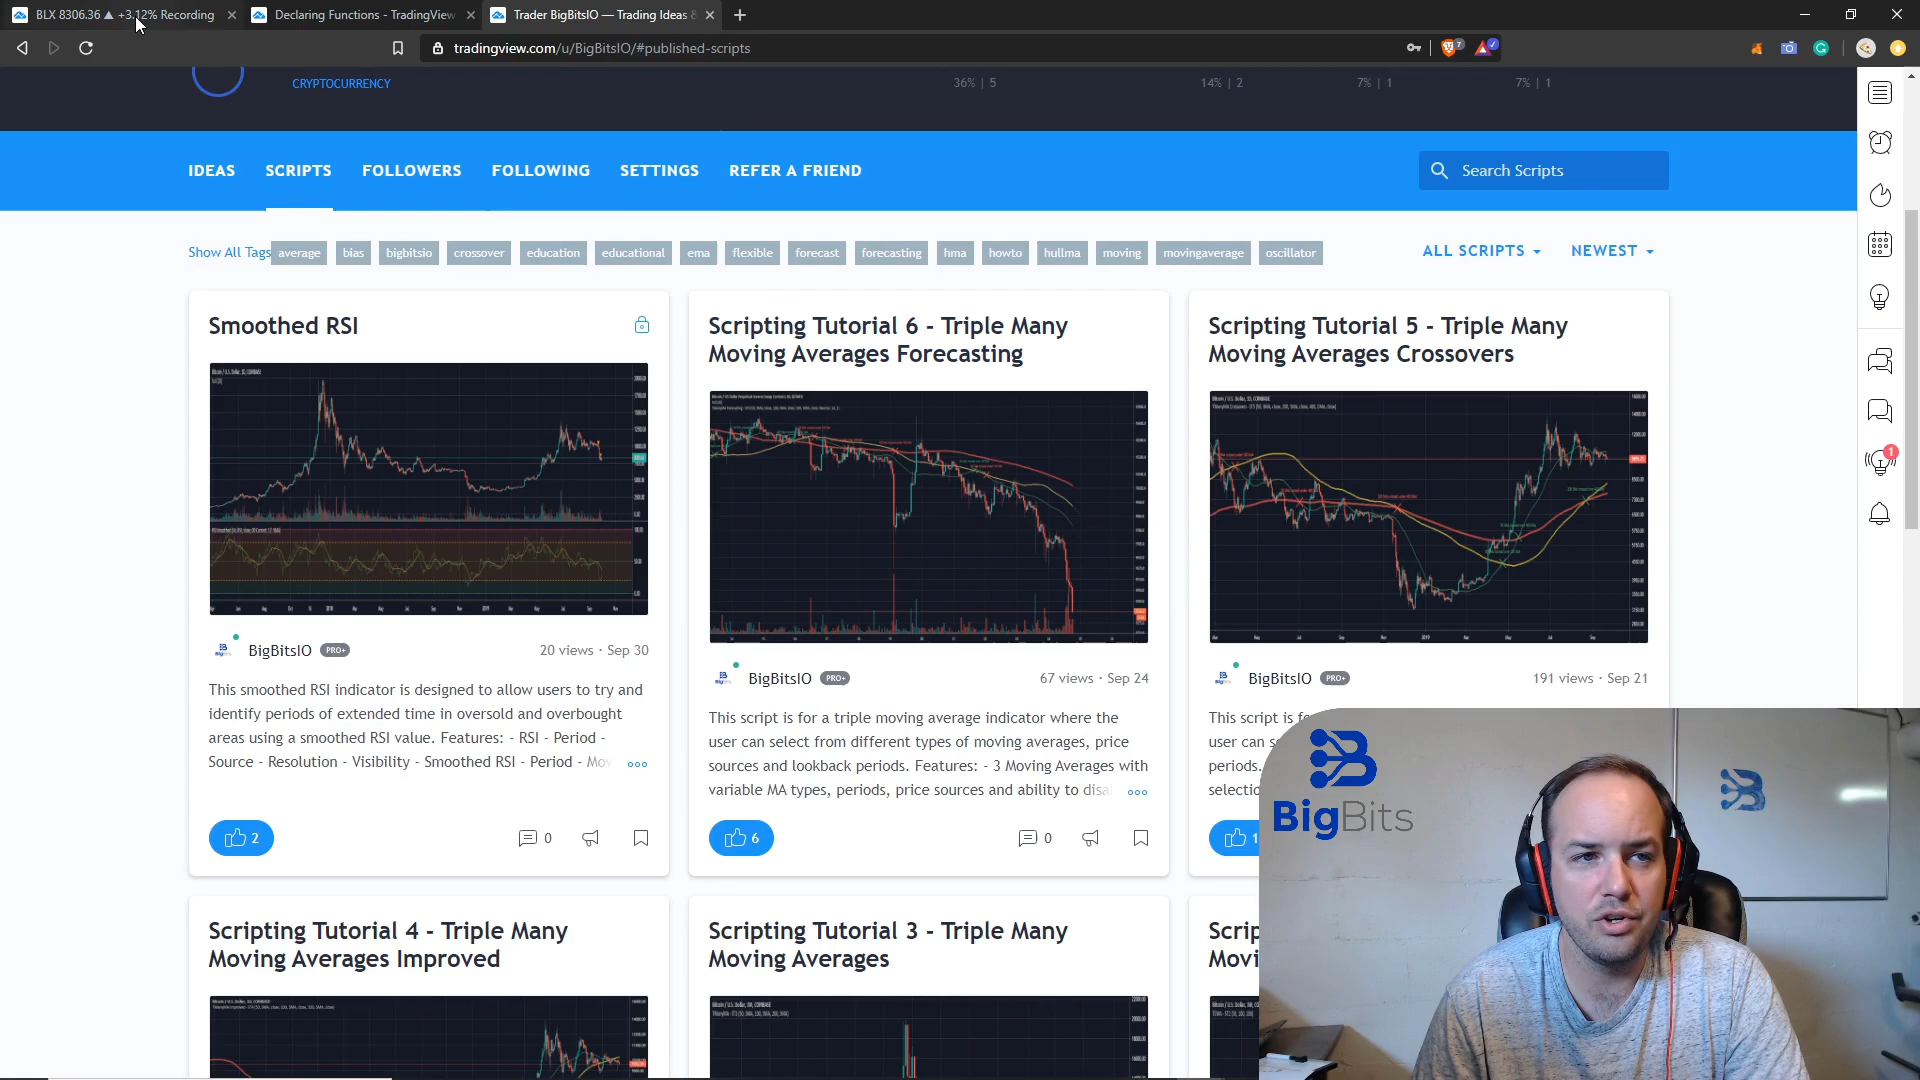 BLX 8306.36 ▲ +3.12% Recording
Declaring Functions - TradingView
Trader BigBitsIO — Trading Ideas &
tradingview.com/u/BigBitsIO/#published-scripts
CRYPTOCURRENCY
36% | 5
14% | 2
7% | 1
7% | 1
IDEAS
SCRIPTS
FOLLOWERS
FOLLOWING
SETTINGS
REFER A FRIEND
Search Scripts
Show All Tags
average
bias
bigbitsio
crossover
education
educational
ema
flexible
forecast
forecasting
hma
howto
hullma
moving
movingaverage
oscillator
ALL SCRIPTS
NEWEST
Smoothed RSI
BigBitsIO PRO+
20 views · Sep 30
This smoothed RSI indicator is designed to allow users to try and
identify periods of extended time in oversold and overbought
areas using a smoothed RSI value. Features: - RSI - Period -
Source - Resolution - Visibility - Smoothed RSI - Period - Mov
2
0
Scripting Tutorial 6 - Triple Many
Moving Averages Forecasting
BigBitsIO PRO+
67 views · Sep 24
This script is for a triple moving average indicator where the
user can select from different types of moving averages, price
sources and lookback periods. Features: - 3 Moving Averages with
variable MA types, periods, price sources and ability to disa
6
0
Scripting Tutorial 5 - Triple Many
Moving Averages Crossovers
BigBitsIO PRO+
191 views · Sep 21
This script is fo
user can s
periods.
selectio
1
Scripting Tutorial 4 - Triple Many
Moving Averages Improved
Scripting Tutorial 3 - Triple Many
Moving Averages
Scrip
Movi
1
BigBits